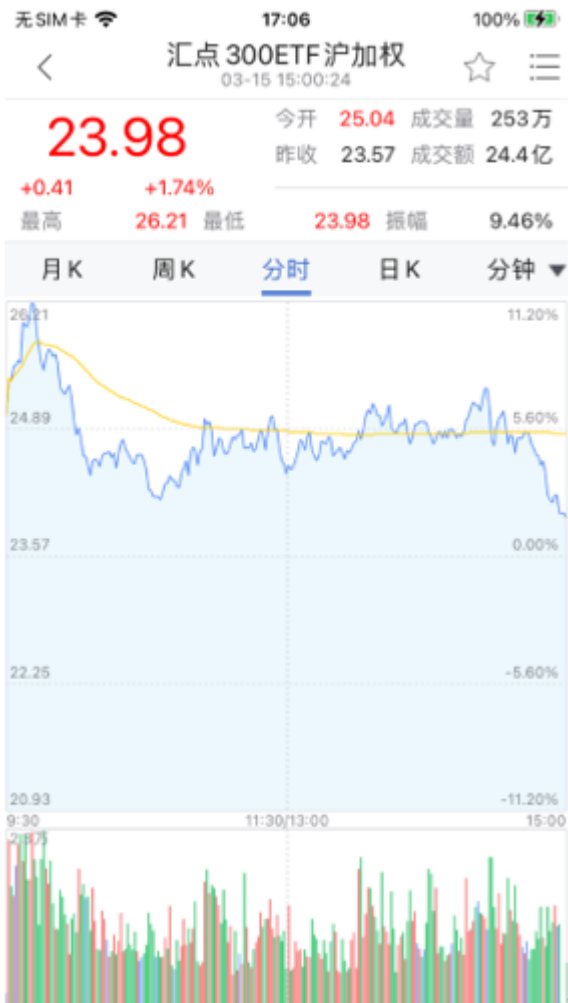 无SIM卡 17:06 100%
汇点300ETF沪加权
03-15 15:00:24
23.98
今开 25.04 成交量 253万
昨收 23.57 成交额 24.4亿
+0.41 +1.74%
最高 26.21 最低 23.98 振幅 9.46%
月K 周K 分时 日K 分钟
26.21 11.20%
24.89 5.60%
23.57 0.00%
22.25 -5.60%
20.93 -11.20%
9:30 11:30/13:00 15:00